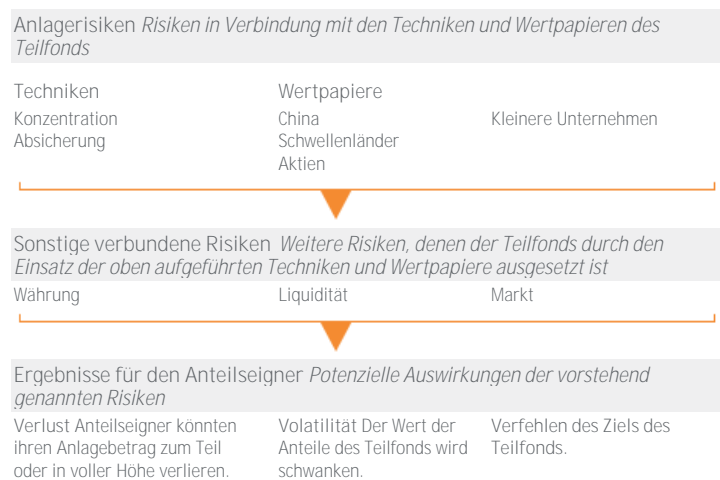 Anlagerisiken Risiken in Verbindung mit den Techniken und Wertpapieren des
Teilfonds
Techniken
Konzentration
Absicherung
Wertpapiere
China
Schwellenländer
Aktien
Kleinere Unternehmen
Sonstige verbundene Risiken Weitere Risiken, denen der Teilfonds durch den
Einsatz der oben aufgeführten Techniken und Wertpapiere ausgesetzt ist
Währung
Liquidität
Markt
Ergebnisse für den Anteilseigner Potenzielle Auswirkungen der vorstehend
genannten Risiken
Verlust Anteilseigner könnten
ihren Anlagebetrag zum Teil
oder in voller Höhe verlieren.
Volatilität Der Wert der
Anteile des Teilfonds wird
schwanken.
Verfehlen des Ziels des
Teilfonds.